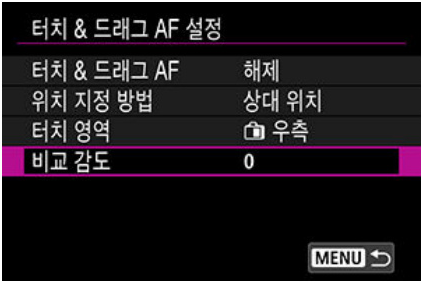 터치 & 드래그 AF 설정
터치 & 드래그 AF 해제
위치 지정 방법 상대 위치
터치 영역 우측
비교 감도 0
MENU